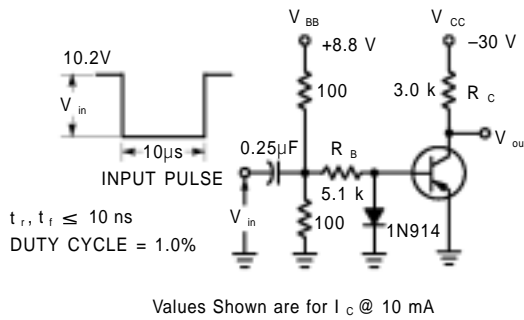 V BB
+8.8 V
V CC
–30 V
10.2V
V in
10µs
INPUT PULSE
100
3.0 k
R C
V ou
0.25µF
R B
5.1 k
V in
100
1N914
t r, t f ≤ 10 ns
DUTY CYCLE = 1.0%
Values Shown are for I C @ 10 mA